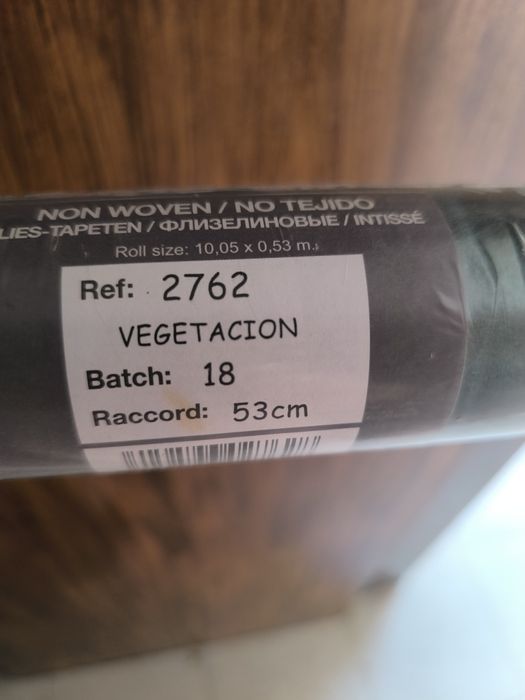 NON WOVEN / NO TEJIDO
LIES-TAPETEN / ФЛИЗЕЛИНОВЫЕ / INTISSÉ
Roll size: 10,05 x 0,53 m.
Ref: 2762
VEGETACION
Batch: 18
Raccord: 53cm